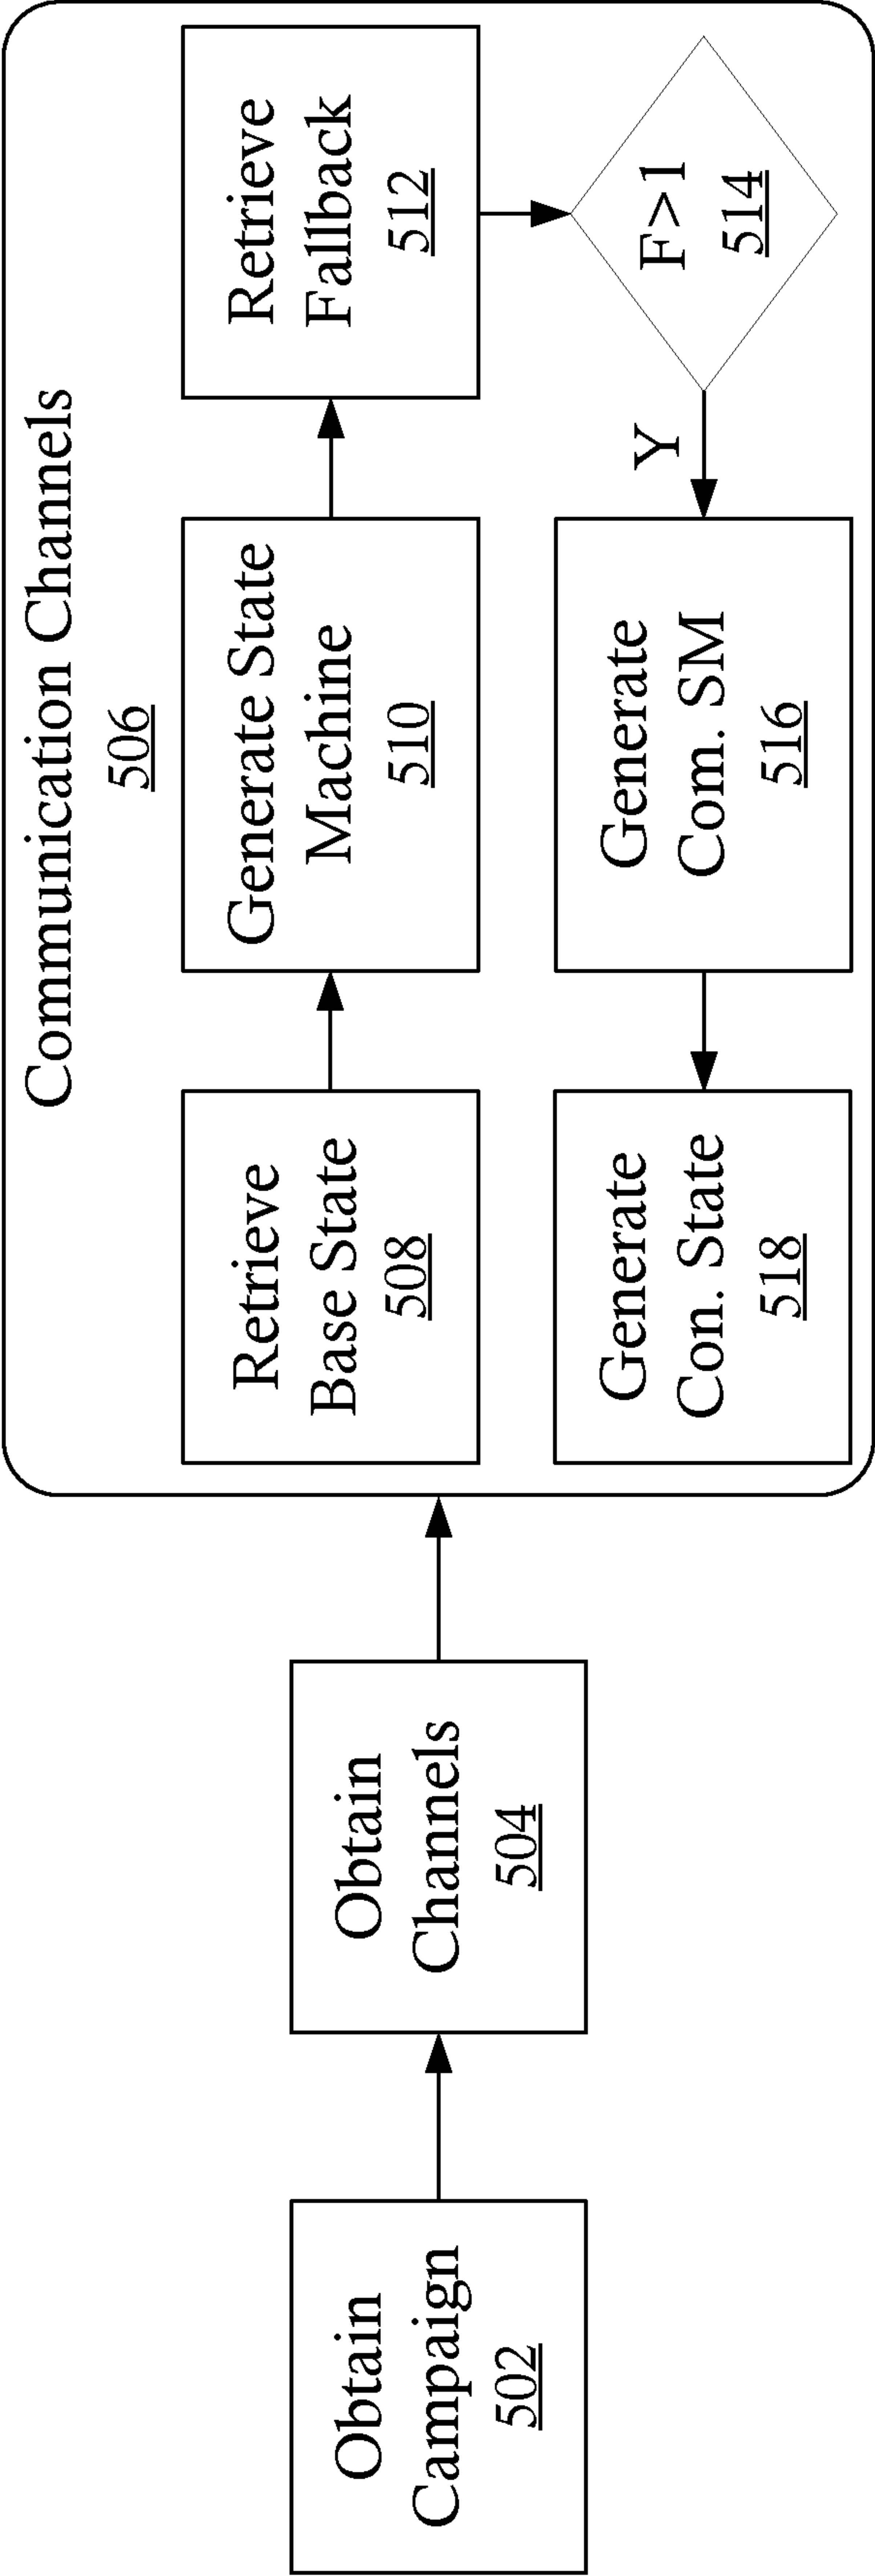 Obtain
Campaign
502
Obtain
Channels
504
Communication Channels
506
Retrieve
Base State
508
Generate State
Machine
510
Retrieve
Fallback
512
F>1
514
Y
Generate
Com. SM
516
Generate
Con. State
518